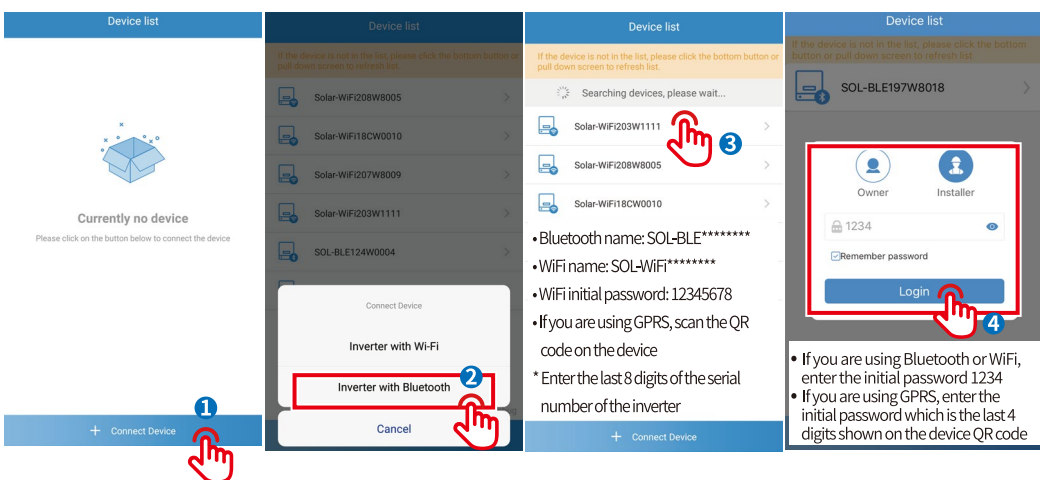 Device list
Currently no device
Please click on the button below to connect the device
1
+ Connect Device
Device list
If the device is not in the list, please click the bottom button or
pull down screen to refresh list.
Solar-WiFi208W8005
Solar-WiFi18CW0010
Solar-WiFi207W8009
Solar-WiFi203W1111
SOL-BLE124W0004
Connect Device
Inverter with Wi-Fi
Inverter with Bluetooth
2
Cancel
Device list
If the device is not in the list, please click the bottom button or
pull down screen to refresh list.
Searching devices, please wait...
Solar-WiFi203W1111
3
Solar-WiFi208W8005
Solar-WiFi18CW0010
•Bluetooth name: SOL-BLE********
•WiFi name: SOL-WiFi********
•WiFi initial password: 12345678
•If you are using GPRS, scan the QR
code on the device
* Enter the last 8 digits of the serial
number of the inverter
+ Connect Device
Device list
If the device is not in the list, please click the bottom
button or pull down screen to refresh list
SOL-BLE197W8018
Owner Installer
1234
Remember password
Login
4
• If you are using Bluetooth or WiFi,
enter the initial password 1234
• If you are using GPRS, enter the
initial password which is the last 4
digits shown on the device QR code